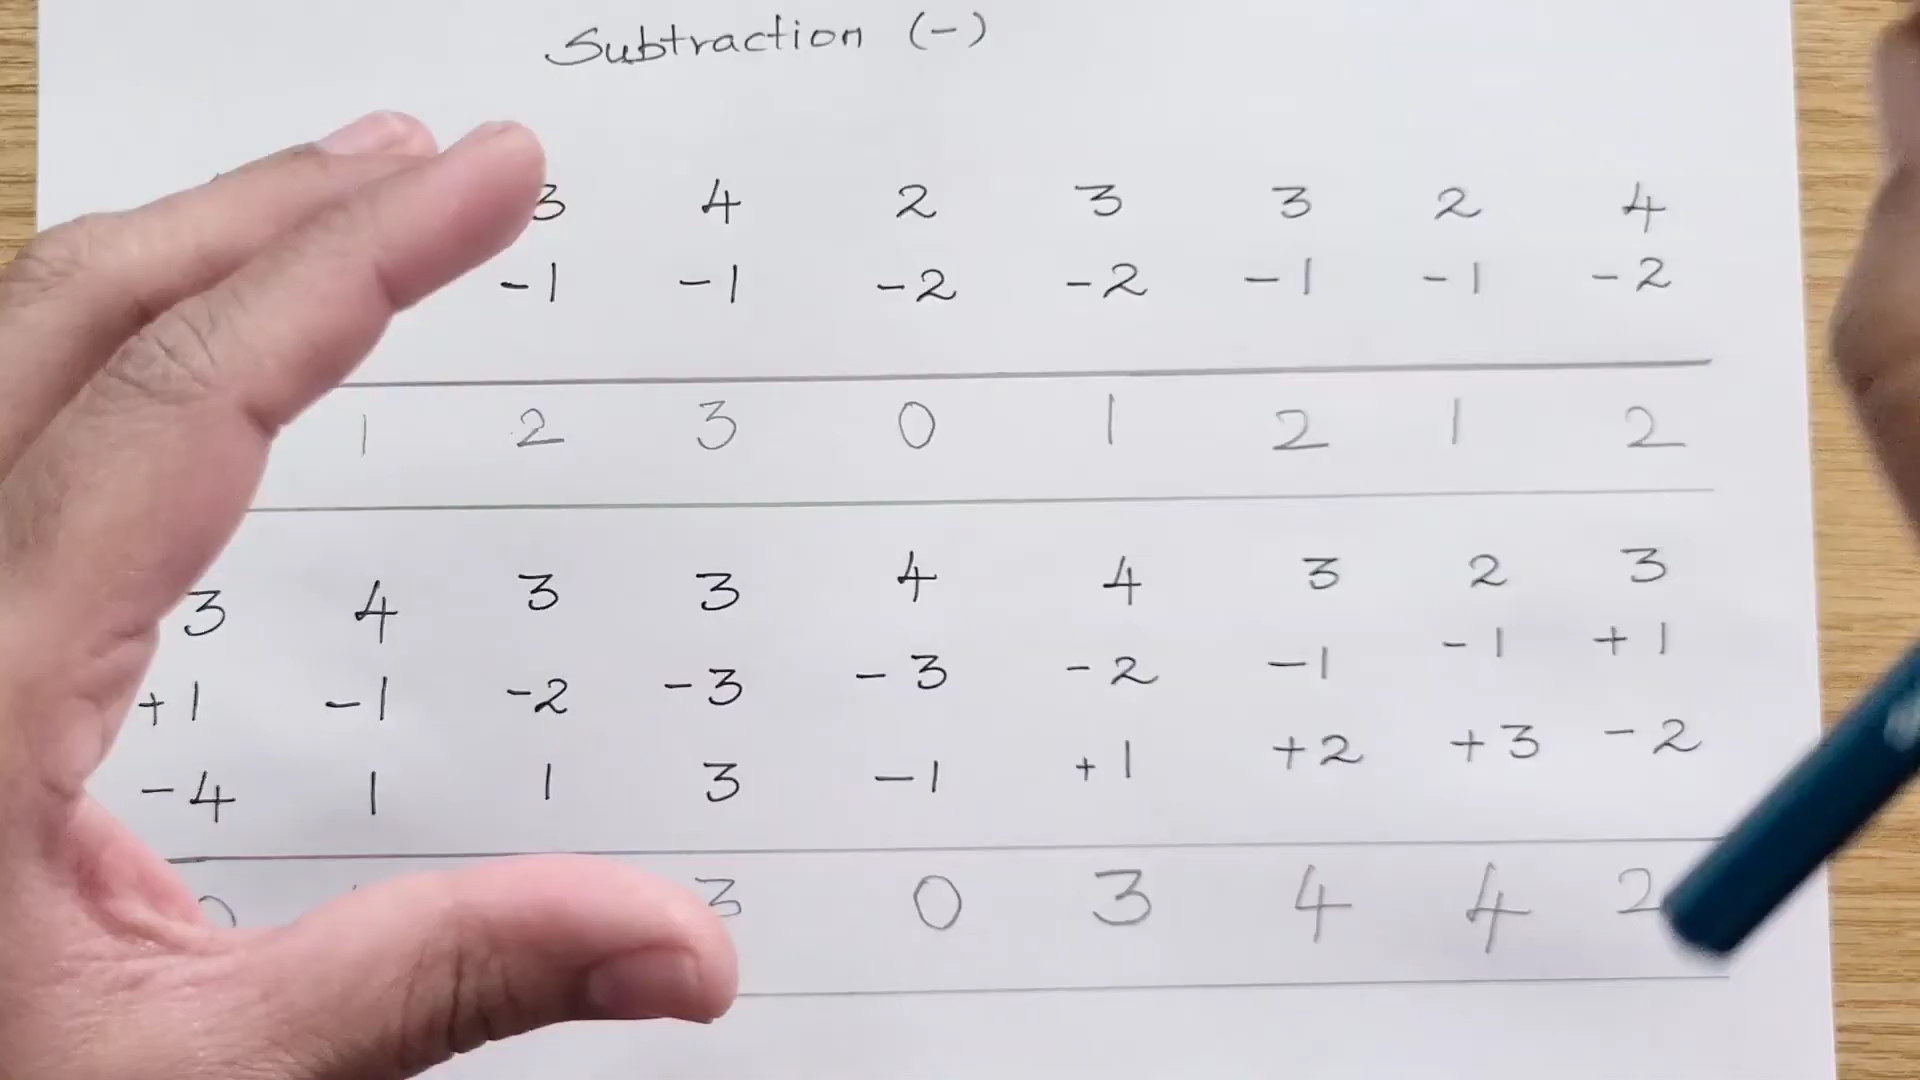 Subtraction (-)
3 4 2 3 3 2 4
-1 -1 -2 -2 -1 -1 -2
1 2 3 0 1 2 1 2
3 4 3 3 4 4 3 2 3
+1 -1 -2 -3 -3 -2 -1 -1 +1
-4 1 1 3 -1 +1 +2 +3 -2
3 0 3 4 4 2